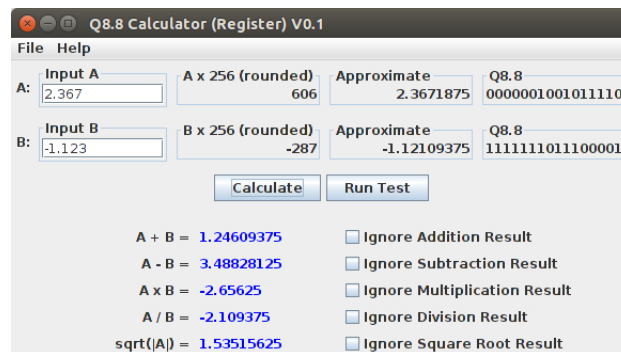 Q8.8 Calculator (Register) V0.1
File Help
Input A A x 256 (rounded) Approximate Q8.8
A: 2.367 606 2.3671875 0000001001011110
Input B B x 256 (rounded) Approximate Q8.8
B: -1.123 -287 -1.12109375 1111111011100001
Calculate Run Test
A + B = 1.24609375 Ignore Addition Result
A - B = 3.48828125 Ignore Subtraction Result
A x B = -2.65625 Ignore Multiplication Result
A / B = -2.109375 Ignore Division Result
sqrt(|A|) = 1.53515625 Ignore Square Root Result